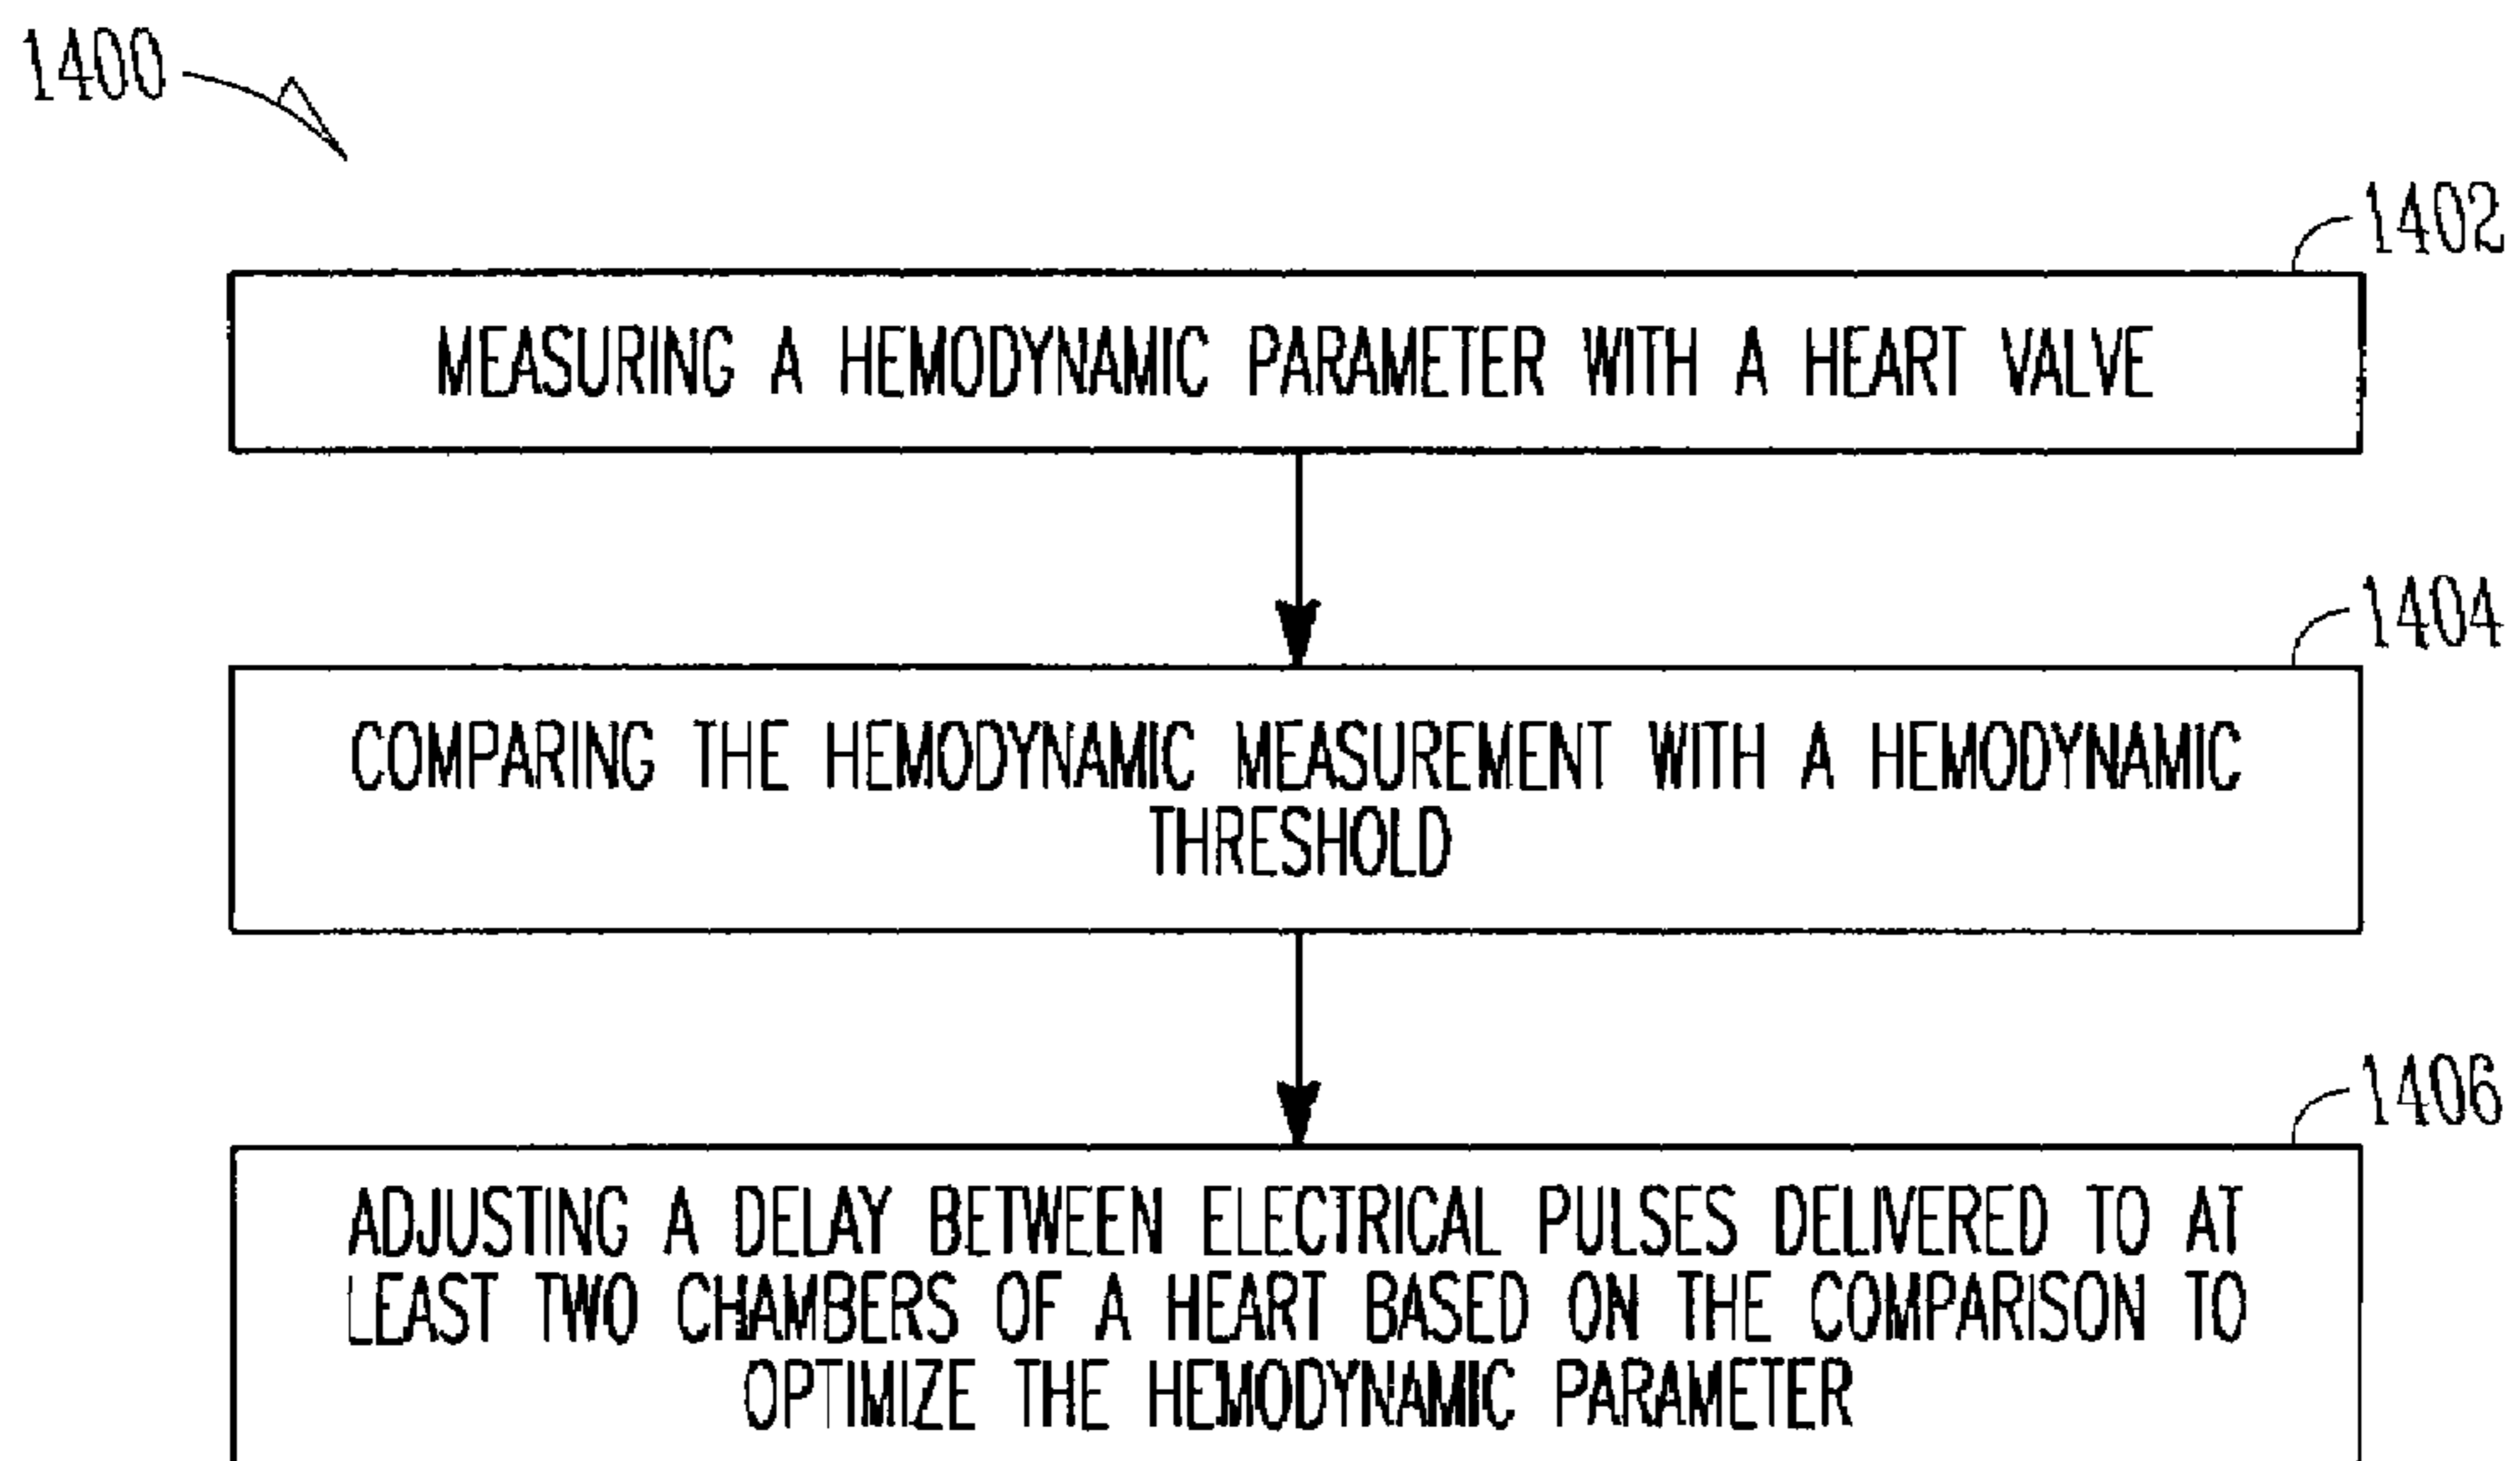 1400
1402
MEASURING A HEMODYNAMIC PARAMETER WITH A HEART VALVE
1404
COMPARING THE HEMODYNAMIC MEASUREMENT WITH A HEMODYNAMIC
THRESHOLD
1406
ADJUSTING A DELAY BETWEEN ELECTRICAL PULSES DELIVERED TO AT
LEAST TWO CHAMBERS OF A HEART BASED ON THE COMPARISON TO
OPTIMIZE THE HEMODYNAMIC PARAMETER